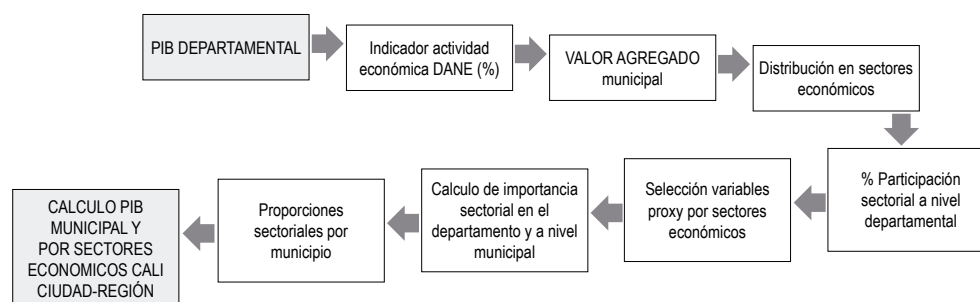 PIB DEPARTAMENTAL
Indicador actividad
económica DANE (%)
VALOR AGREGADO
municipal
Distribución en sectores
económicos
% Participación
sectorial a nivel
departamental
Selección variables
proxy por sectores
económicos
Calculo de importancia
sectorial en el
departamento y a nivel
municipal
Proporciones
sectoriales por
municipio
CALCULO PIB
MUNICIPAL Y
POR SECTORES
ECONOMICOS CALI
CIUDAD-REGIÓN